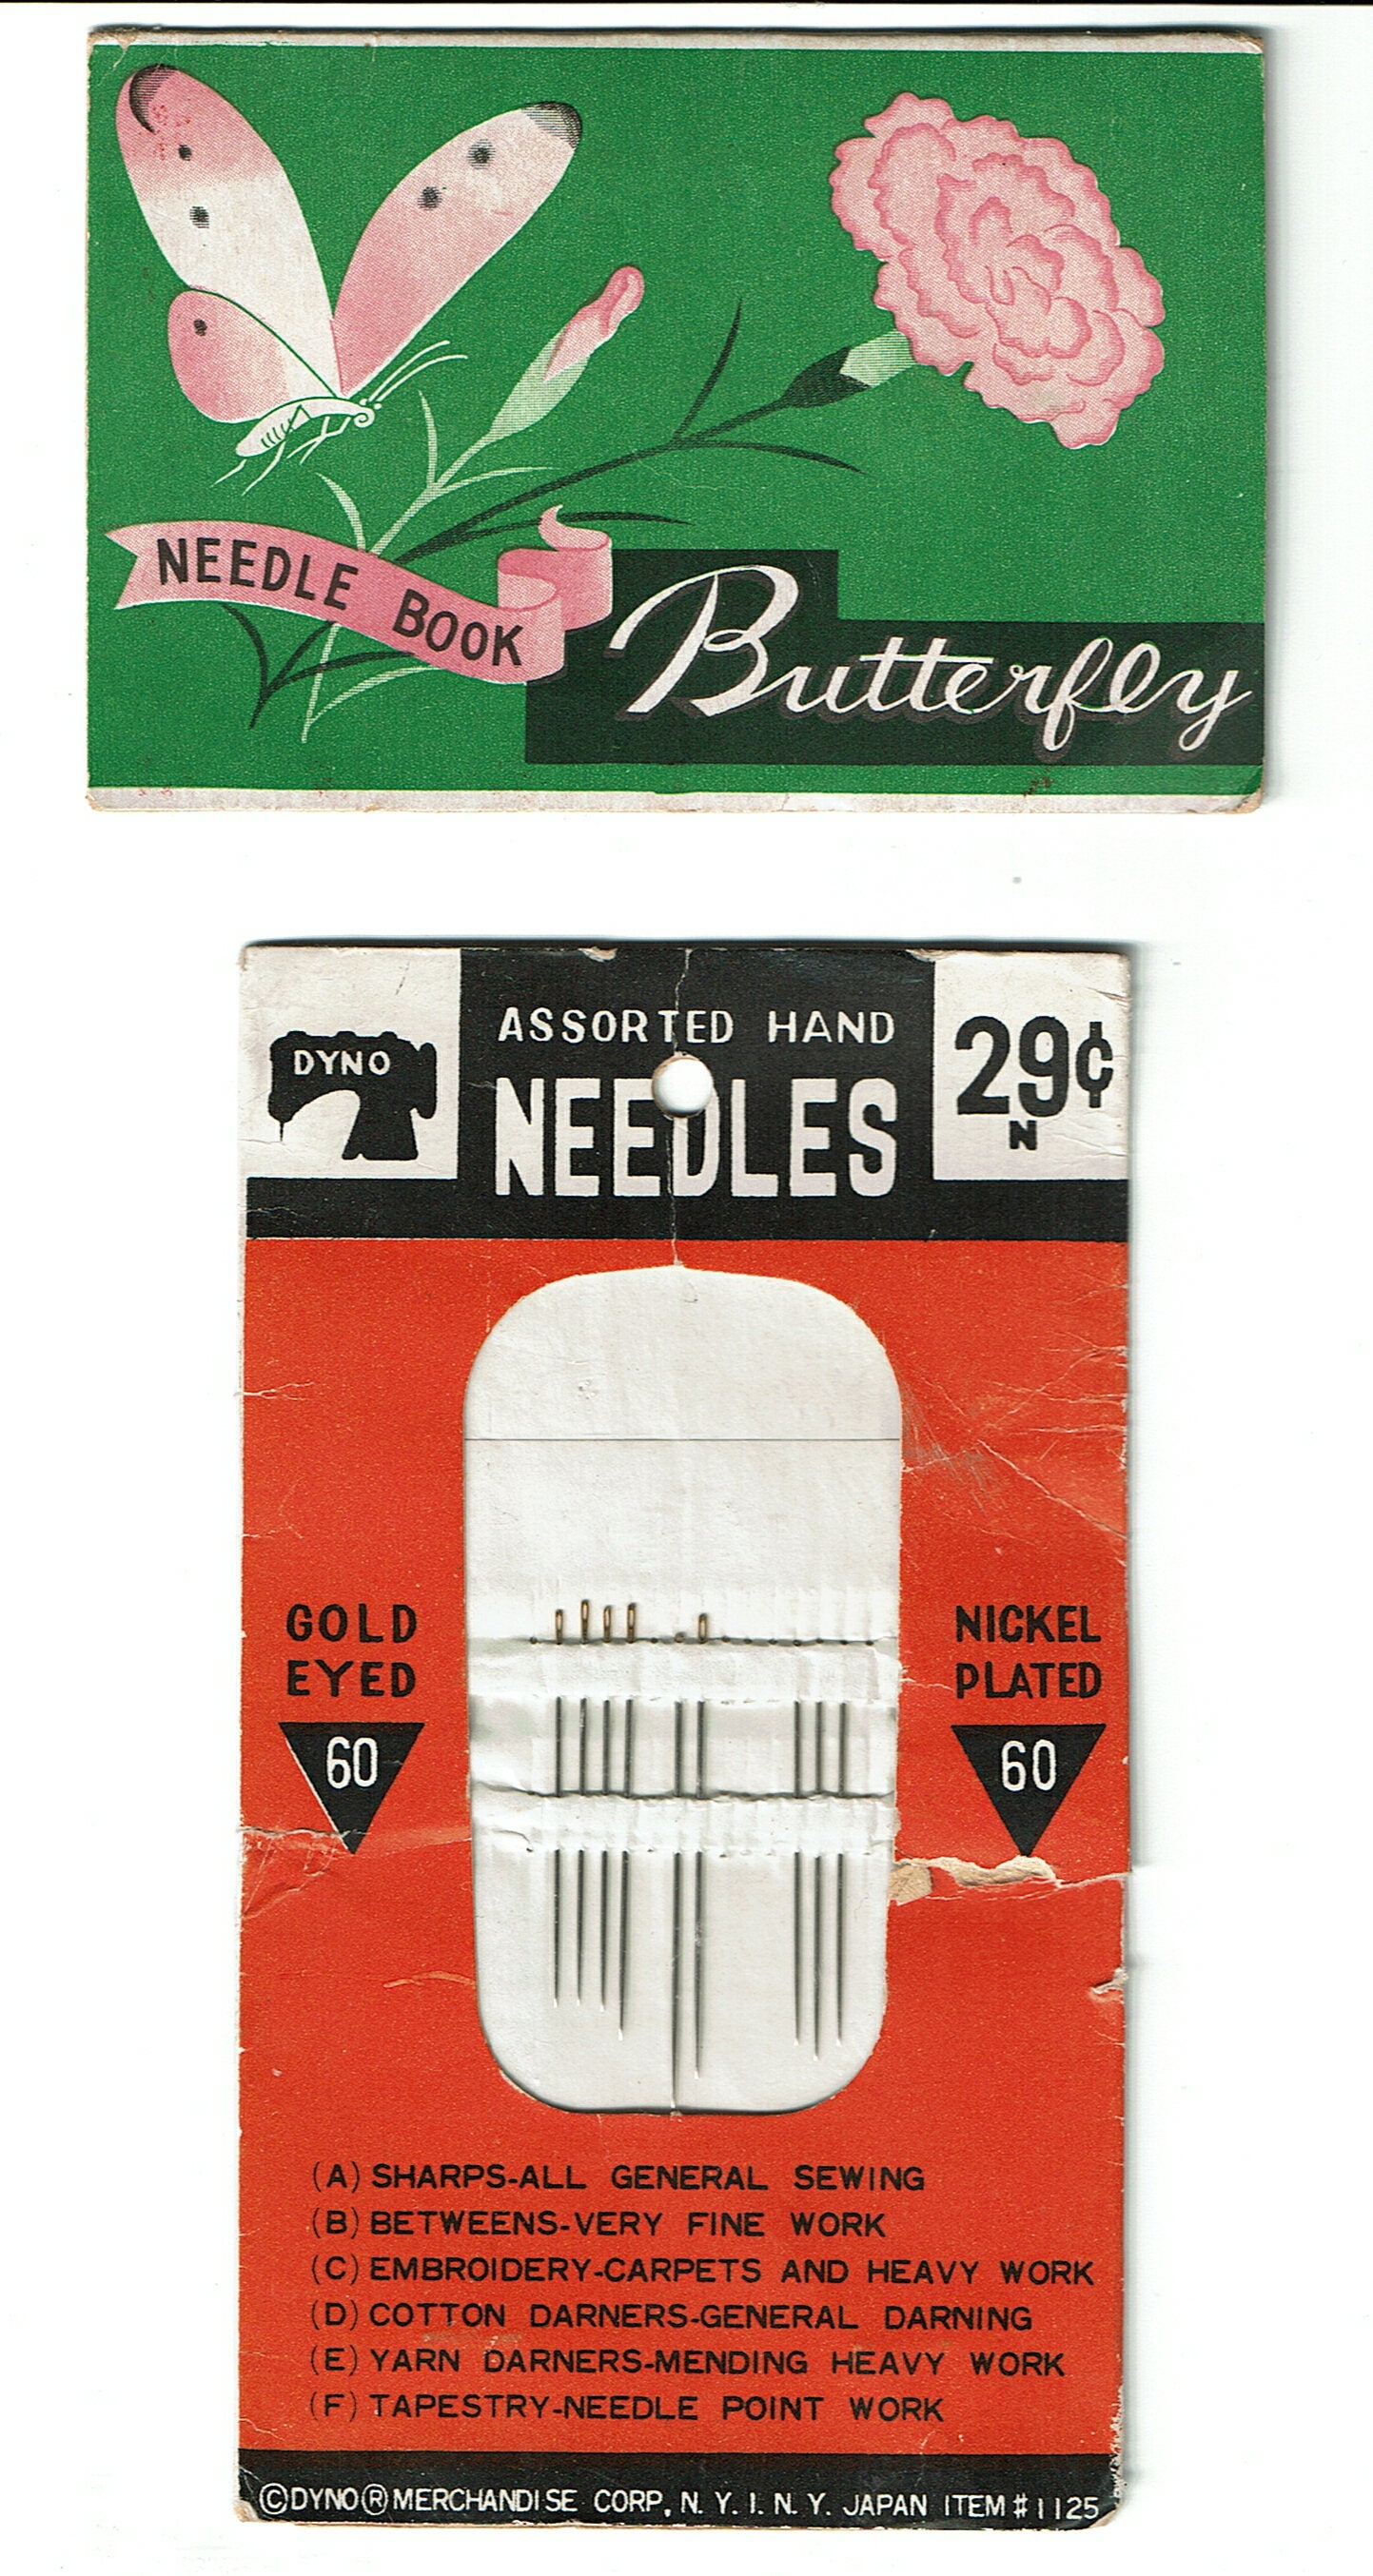 NEEDLE BOOK
Butterfly
DYNO
ASSORTED HAND
NEEDLES
29¢
N
GOLD
EYED
60
NICKEL
PLATED
60
(A) SHARPS-ALL GENERAL SEWING
(B) BETWEENS-VERY FINE WORK
(C) EMBROIDERY-CARPETS AND HEAVY WORK
(D) COTTON DARNERS-GENERAL DARNING
(E) YARN DARNERS-MENDING HEAVY WORK
(F) TAPESTRY-NEEDLE POINT WORK
©DYNO®MERCHANDISE CORP, N. Y. 1. N. Y. JAPAN ITEM #1125